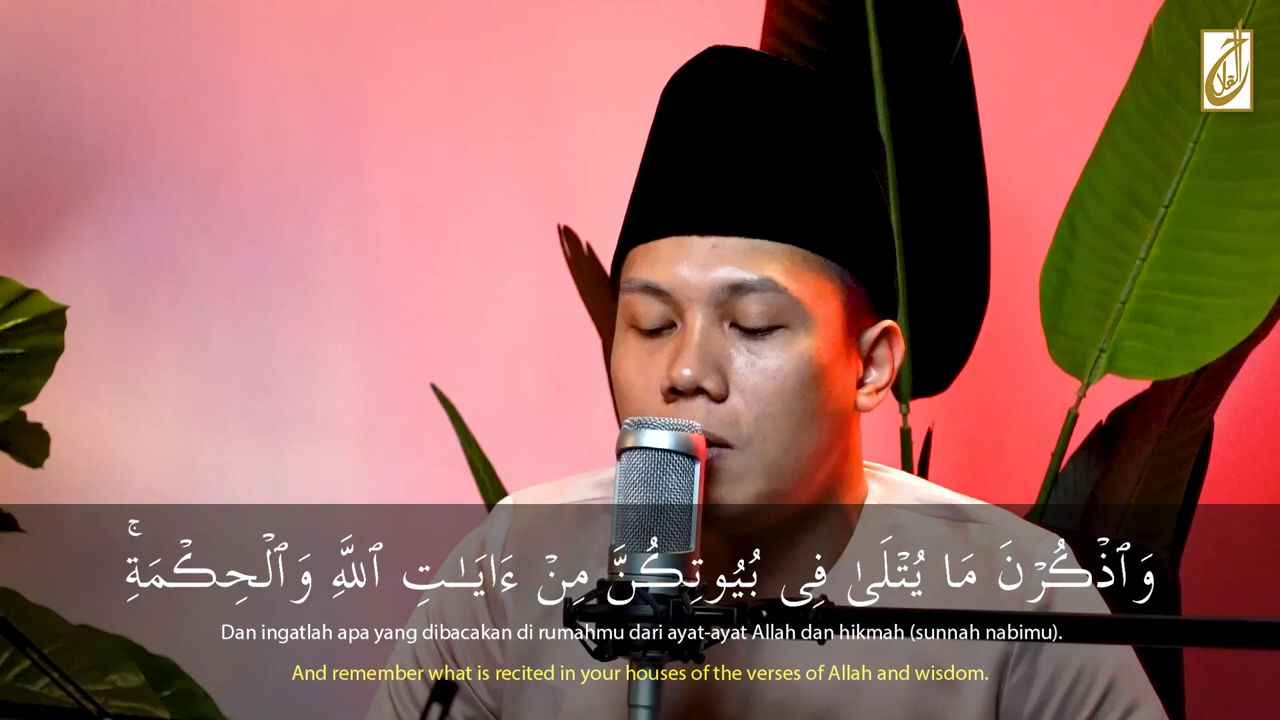 وَٱذْكُرْنَ مَا يُتْلَىٰ فِى بُيُوتِكُنَّ مِنْ ءَايَـٰتِ ٱللَّهِ وَٱلْحِكْمَةِ ۚ
Dan ingatlah apa yang dibacakan di rumahmu dari ayat-ayat Allah dan hikmah (sunnah nabimu).
And remember what is recited in your houses of the verses of Allah and wisdom.